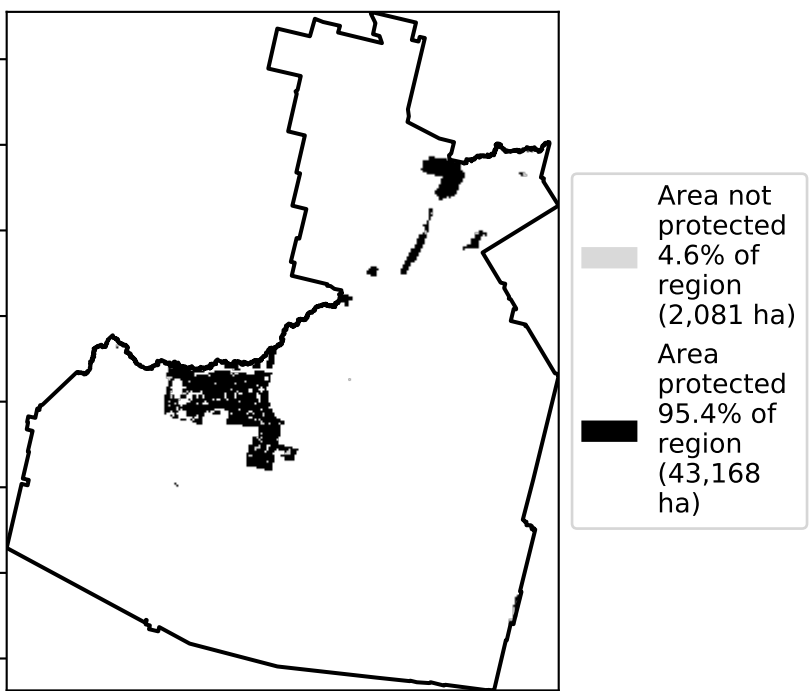 Area not
protected
4.6% of
region
(2,081 ha)
Area
protected
95.4% of
region
(43,168
ha)